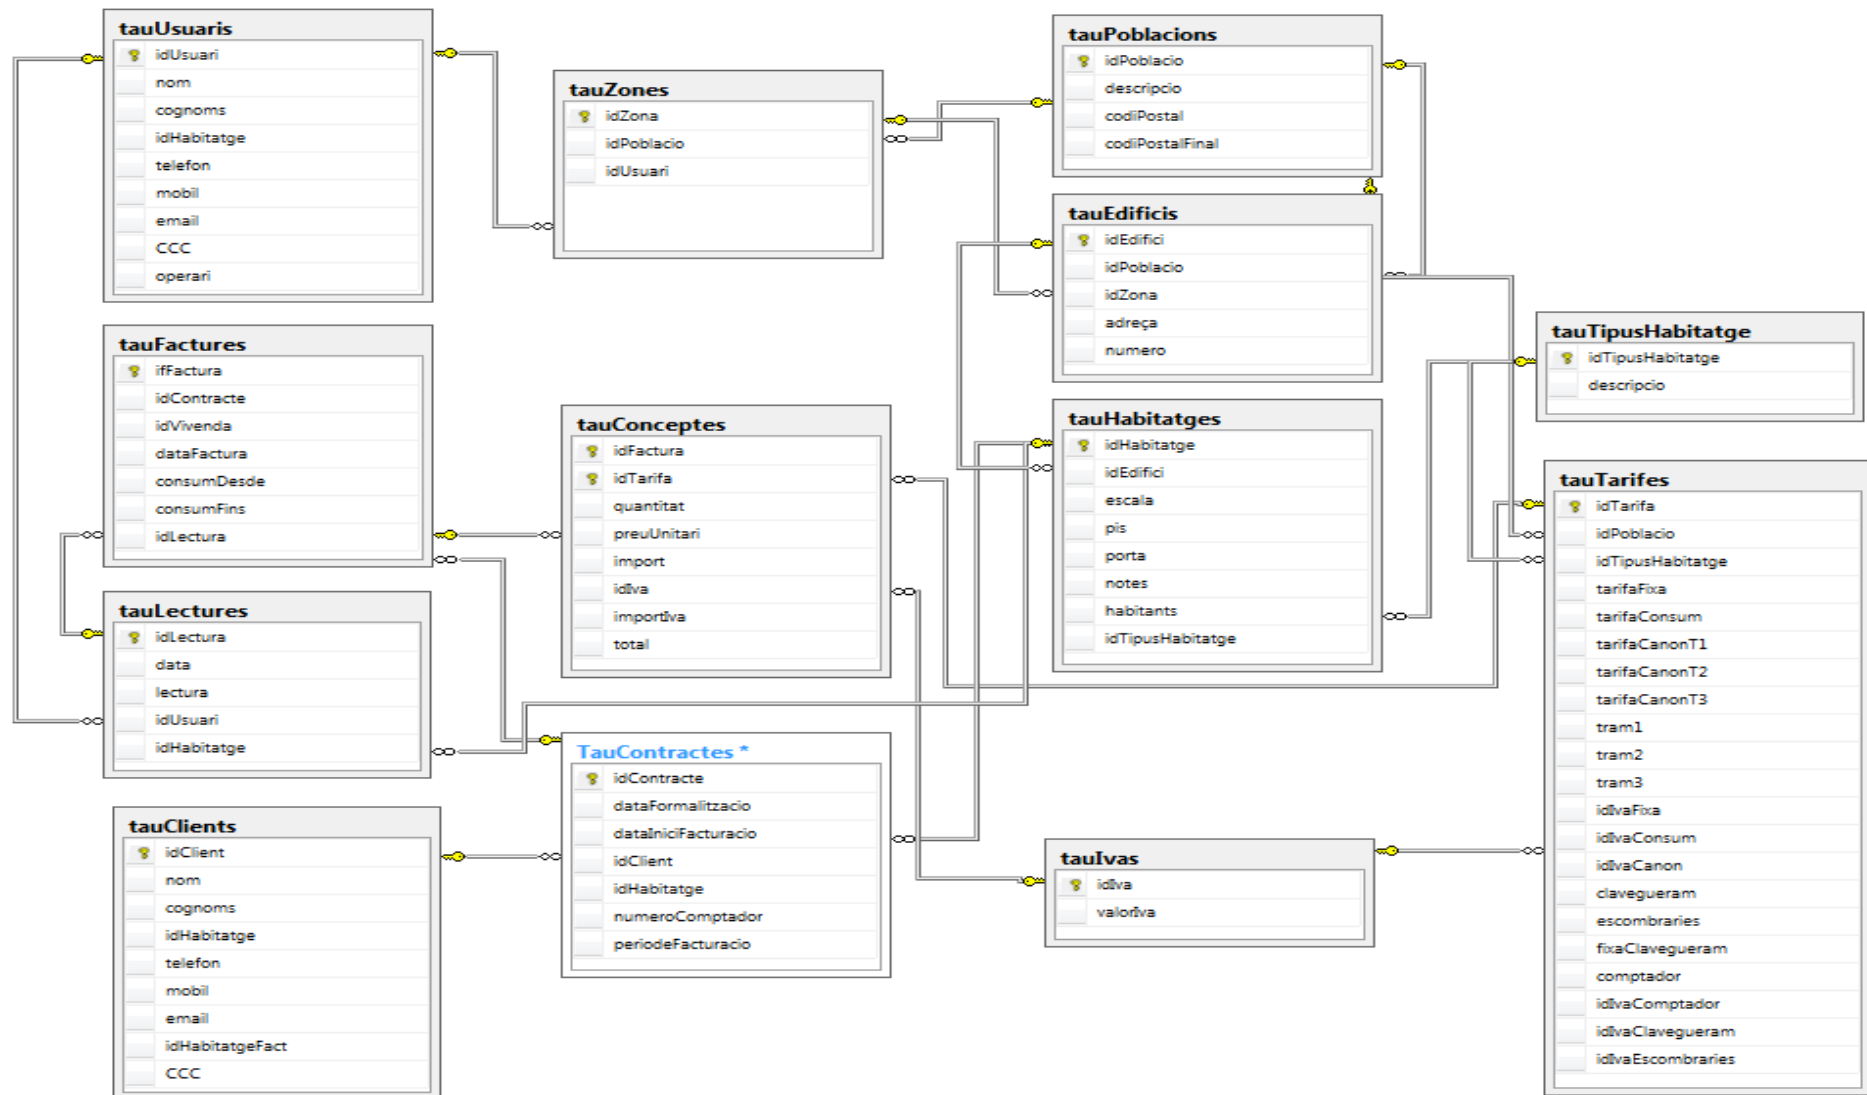 tauUsuaris
idUsuari
nom
cognoms
idHabitatge
telefon
mobil
email
CCC
operari
tauZones
idZona
idPoblacio
idUsuari
tauPoblacions
idPoblacio
descripcio
codiPostal
codiPostalFinal
tauEdificis
idEdifici
idPoblacio
idZona
adreça
numero
tauTipusHabitatge
idTipusHabitatge
descripcio
tauFactures
ifFactura
idContracte
idVivenda
dataFactura
consumDesde
consumFins
idLectura
tauConceptes
idFactura
idTarifa
quantitat
preuUnitari
import
idIva
importIva
total
tauHabitatges
idHabitatge
idEdifici
escala
pis
porta
notes
habitants
idTipusHabitatge
tauTarifes
idTarifa
idPoblacio
idTipusHabitatge
tarifaFixa
tarifaConsum
tarifaCanonT1
tarifaCanonT2
tarifaCanonT3
tram1
tram2
tram3
idIvaFixa
idIvaConsum
idIvaCanon
clavegueram
escombraries
fixaClavegueram
comptador
idIvaComptador
idIvaClavegueram
idIvaEscombraries
tauLectures
idLectura
data
lectura
idUsuari
idHabitatge
TauContractes *
idContracte
dataFormalitzacio
dataIniciFacturacio
idClient
idHabitatge
numeroComptador
periodeFacturacio
tauClients
idClient
nom
cognoms
idHabitatge
telefon
mobil
email
idHabitatgeFact
CCC
tauIvas
idIva
valorIva